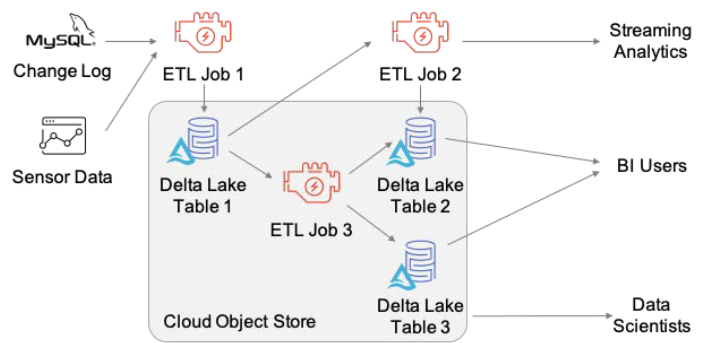 MySQL
Change Log
ETL Job 1
ETL Job 2
Streaming
Analytics
Sensor Data
Delta Lake
Table 1
ETL Job 3
Delta Lake
Table 2
BI Users
Delta Lake
Table 3
Cloud Object Store
Data
Scientists